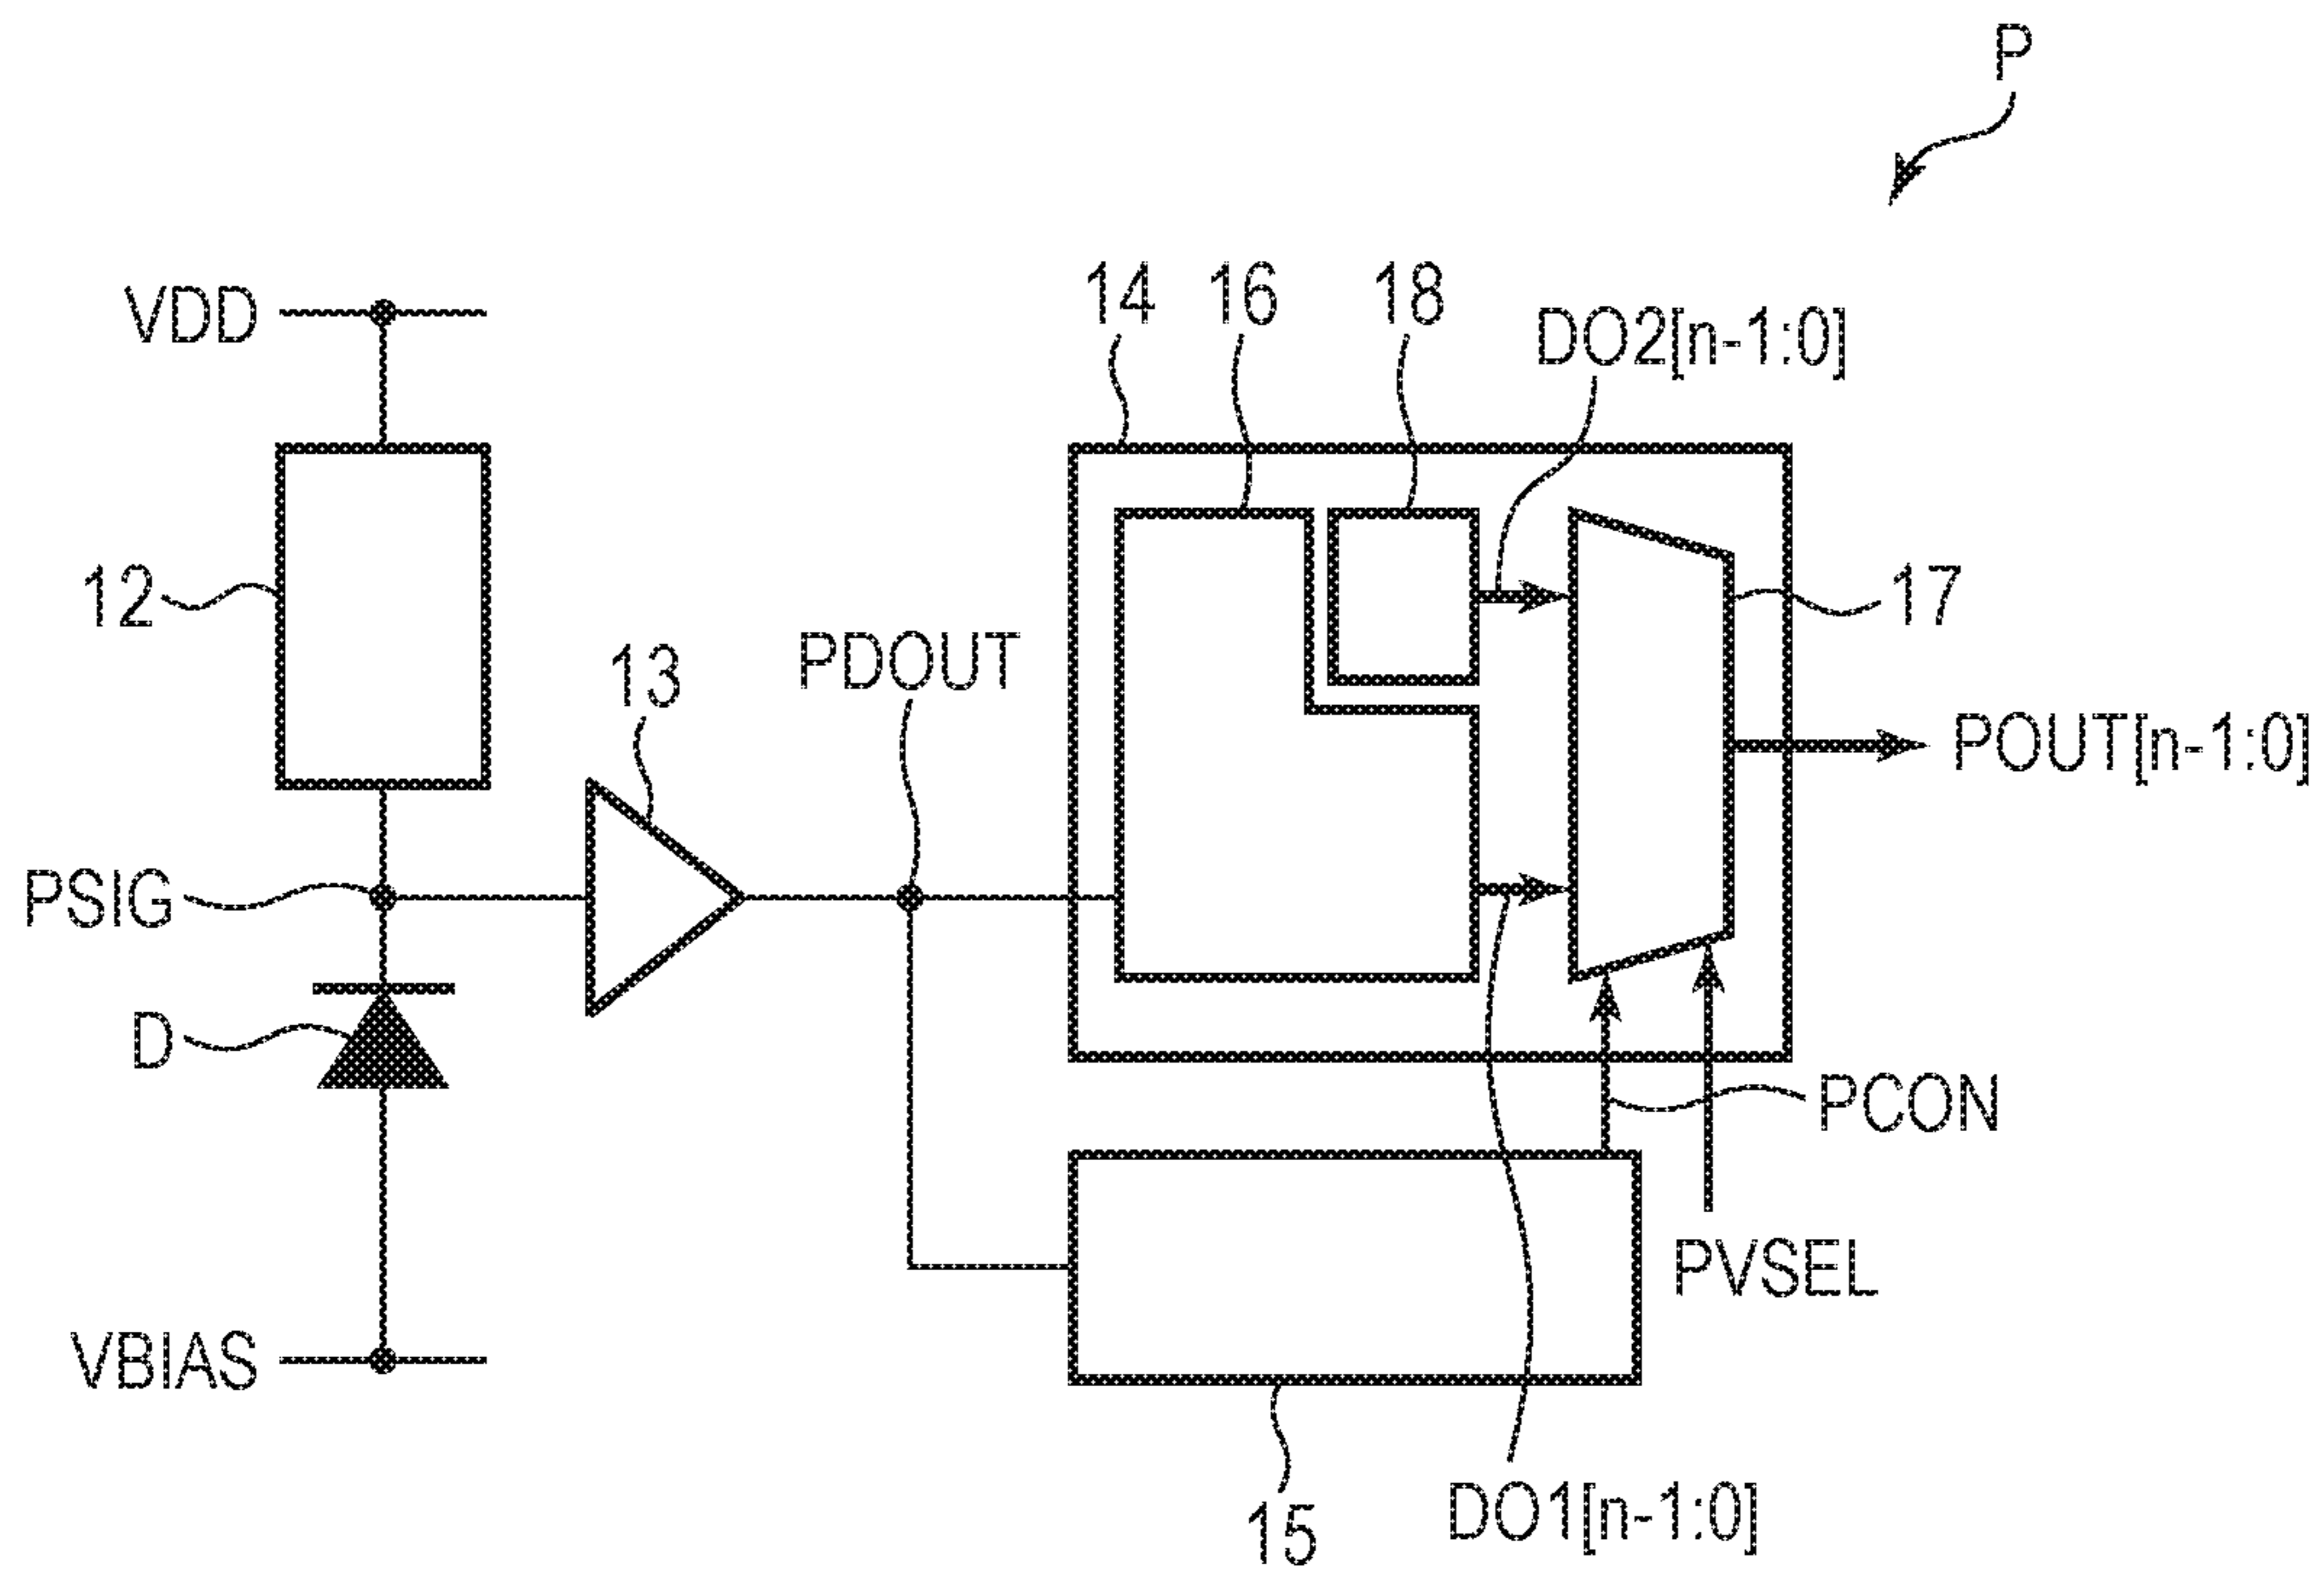 P
14
16
18
DO2[n-1:0]
VDD
12
17
13
PDOUT
POUT[n-1:0]
PSIG
D
PCON
PVSEL
VBIAS
15
DO1[n-1:0]